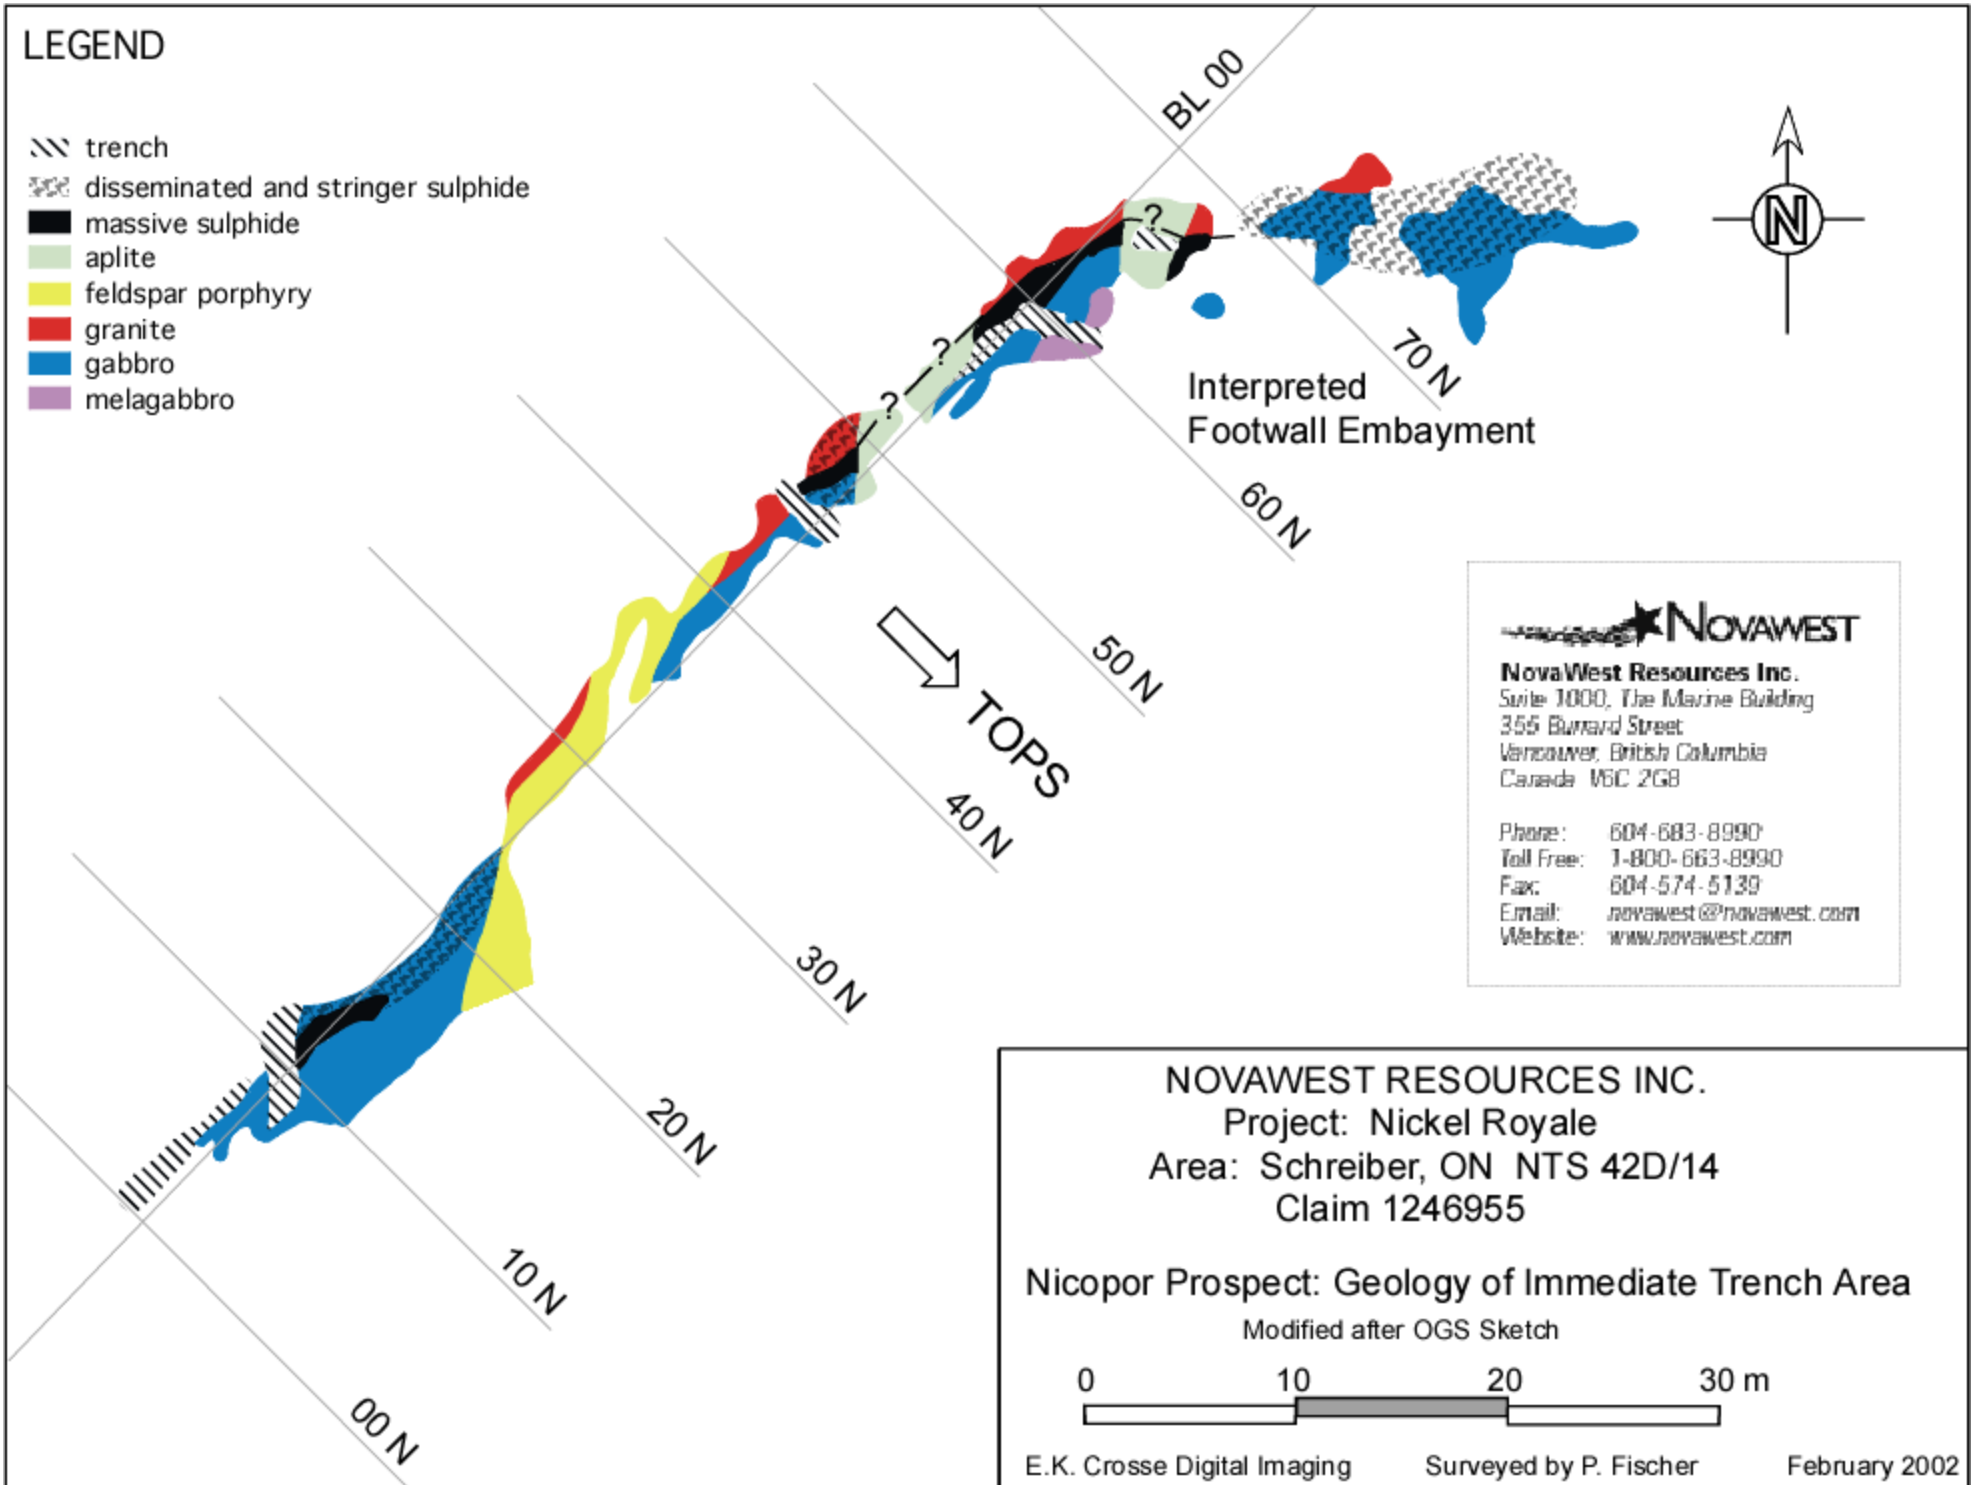 LEGEND
trench
disseminated and stringer sulphide
massive sulphide
aplite
feldspar porphyry
granite
gabbro
melagabbro
BL 00
?
?
?
N
70 N
Interpreted
Footwall Embayment
60 N
50 N
TOPS
40 N
30 N
20 N
10 N
00 N
NOVAWEST
NovaWest Resources Inc.
Suite 1000, The Marine Building
355 Burrard Street
Vancouver, British Columbia
Canada V6C 2G8
Phone: 604-683-8990
Toll Free: 1-800-663-8990
Fax: 604-574-5139
Email: novawest@novawest.com
Website: www.novawest.com
NOVAWEST RESOURCES INC.
Project: Nickel Royale
Area: Schreiber, ON NTS 42D/14
Claim 1246955
Nicopor Prospect: Geology of Immediate Trench Area
Modified after OGS Sketch
0 10 20 30 m
E.K. Crosse Digital Imaging Surveyed by P. Fischer February 2002